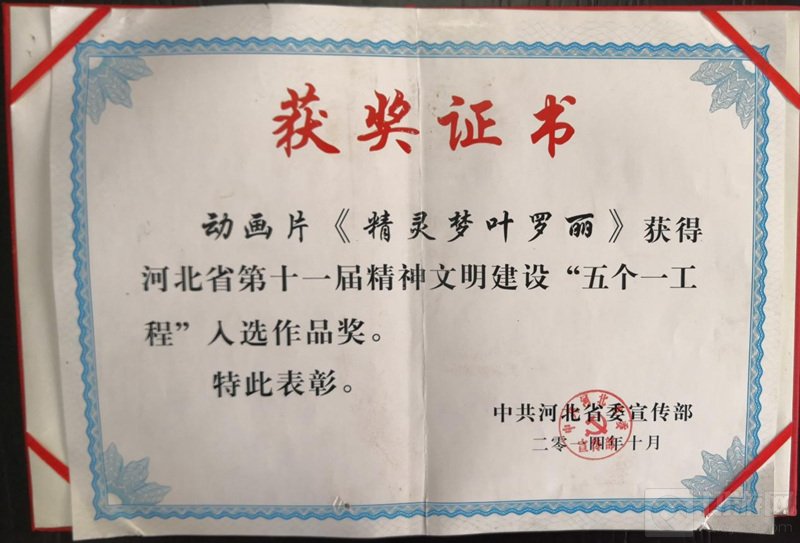 获奖证书
动画片《精灵梦叶罗丽》获得
河北省第十一届精神文明建设“五个一工
程”入选作品奖。
特此表彰。
中共河北省委宣传部
二零一四年十月